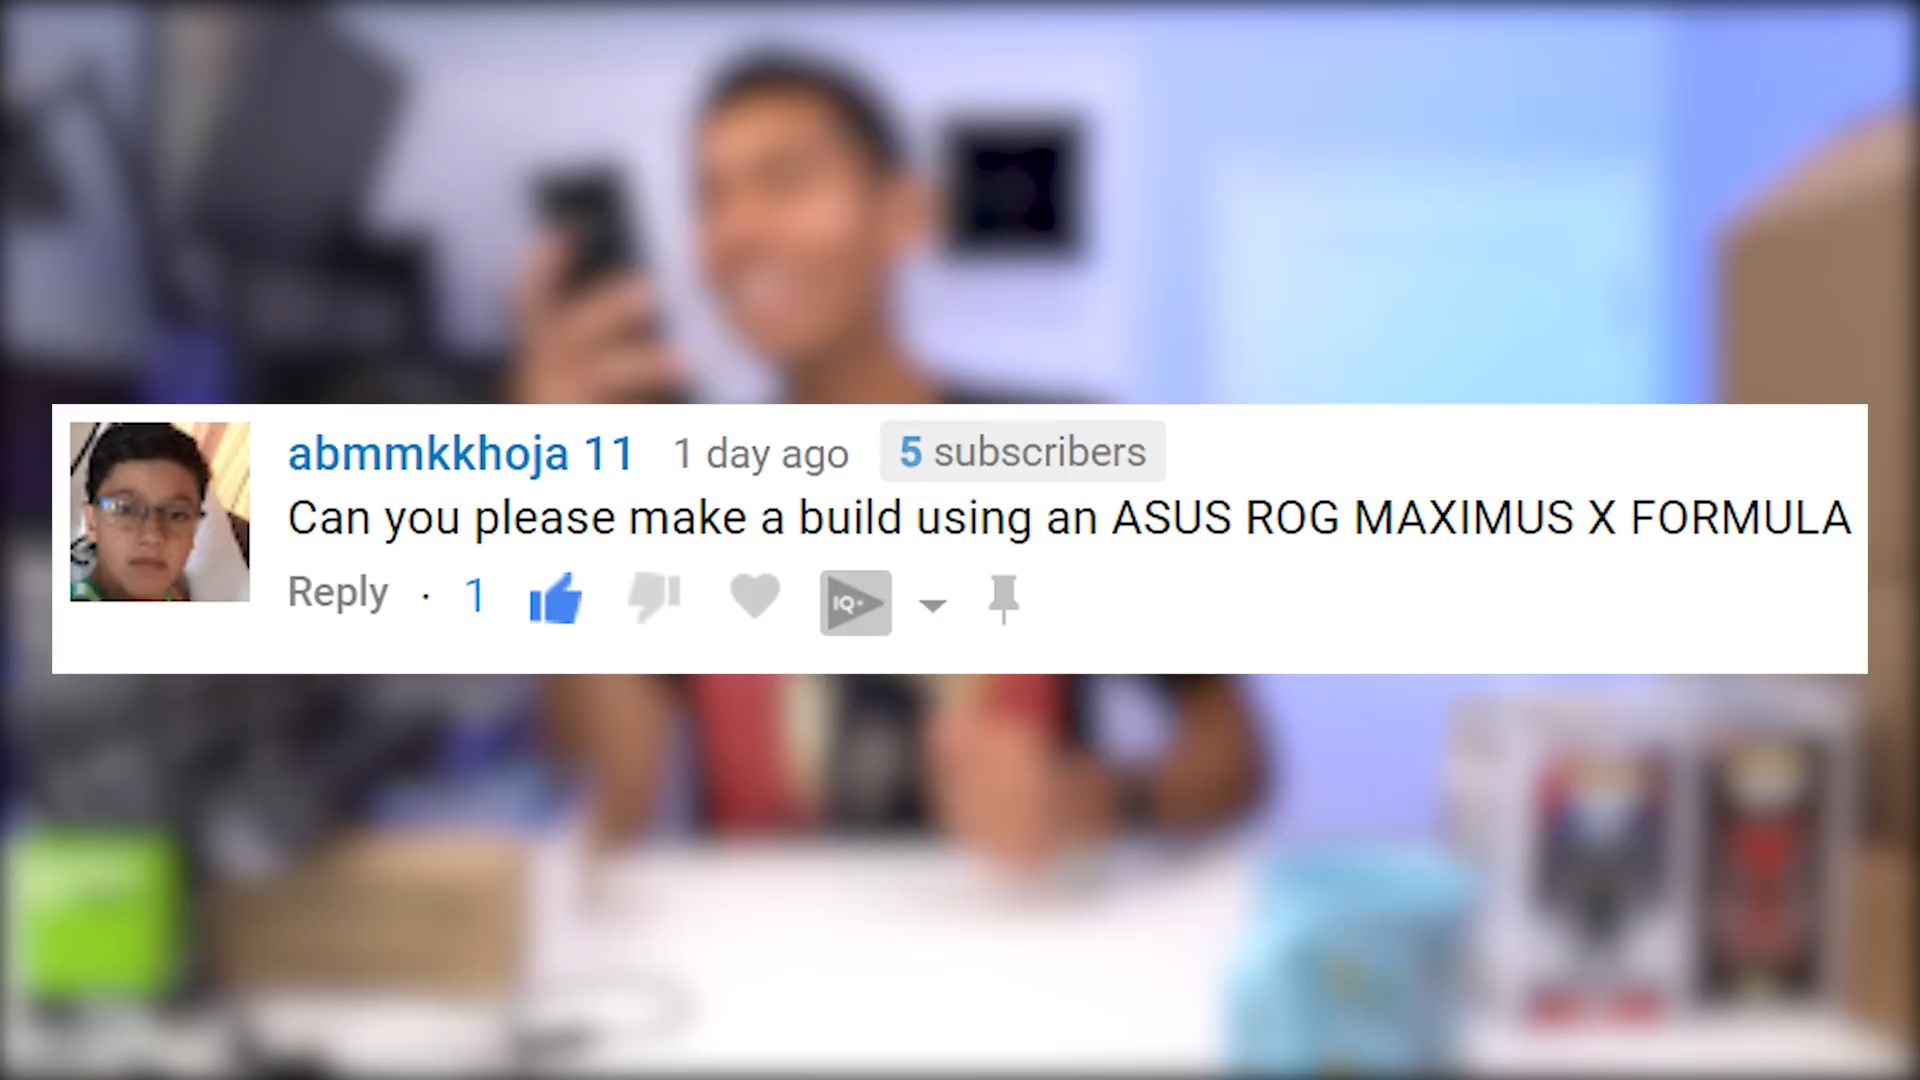 abmmkkhoja 11 1 day ago 5 subscribers
Can you please make a build using an ASUS ROG MAXIMUS X FORMULA
Reply · 1 IQ